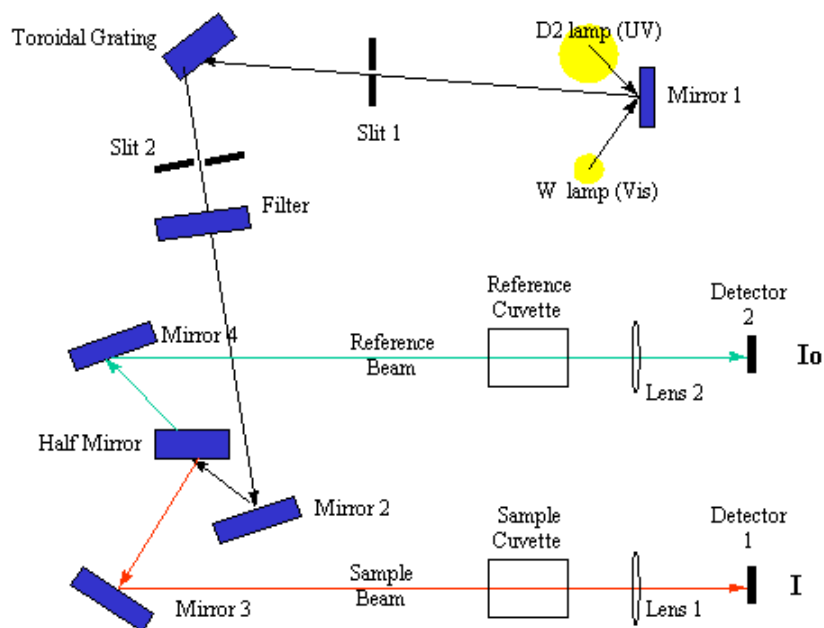 Toroidal Grating
D2 lamp (UV)
Mirror 1
Slit 1
Slit 2
W lamp (Vis)
Filter
Reference
Cuvette
Detector
2
Mirror 4
Reference
Beam
Io
Lens 2
Half Mirror
Mirror 2
Sample
Cuvette
Detector
1
Sample
Beam
I
Mirror 3
Lens 1